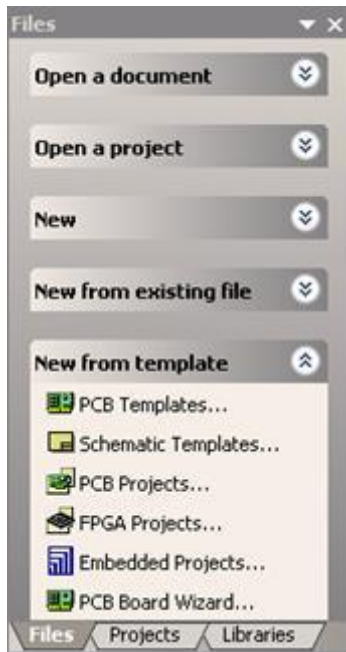 Files
Open a document
Open a project
New
New from existing file
New from template
PCB Templates...
Schematic Templates...
PCB Projects...
FPGA Projects...
Embedded Projects...
PCB Board Wizard...
Files Projects Libraries